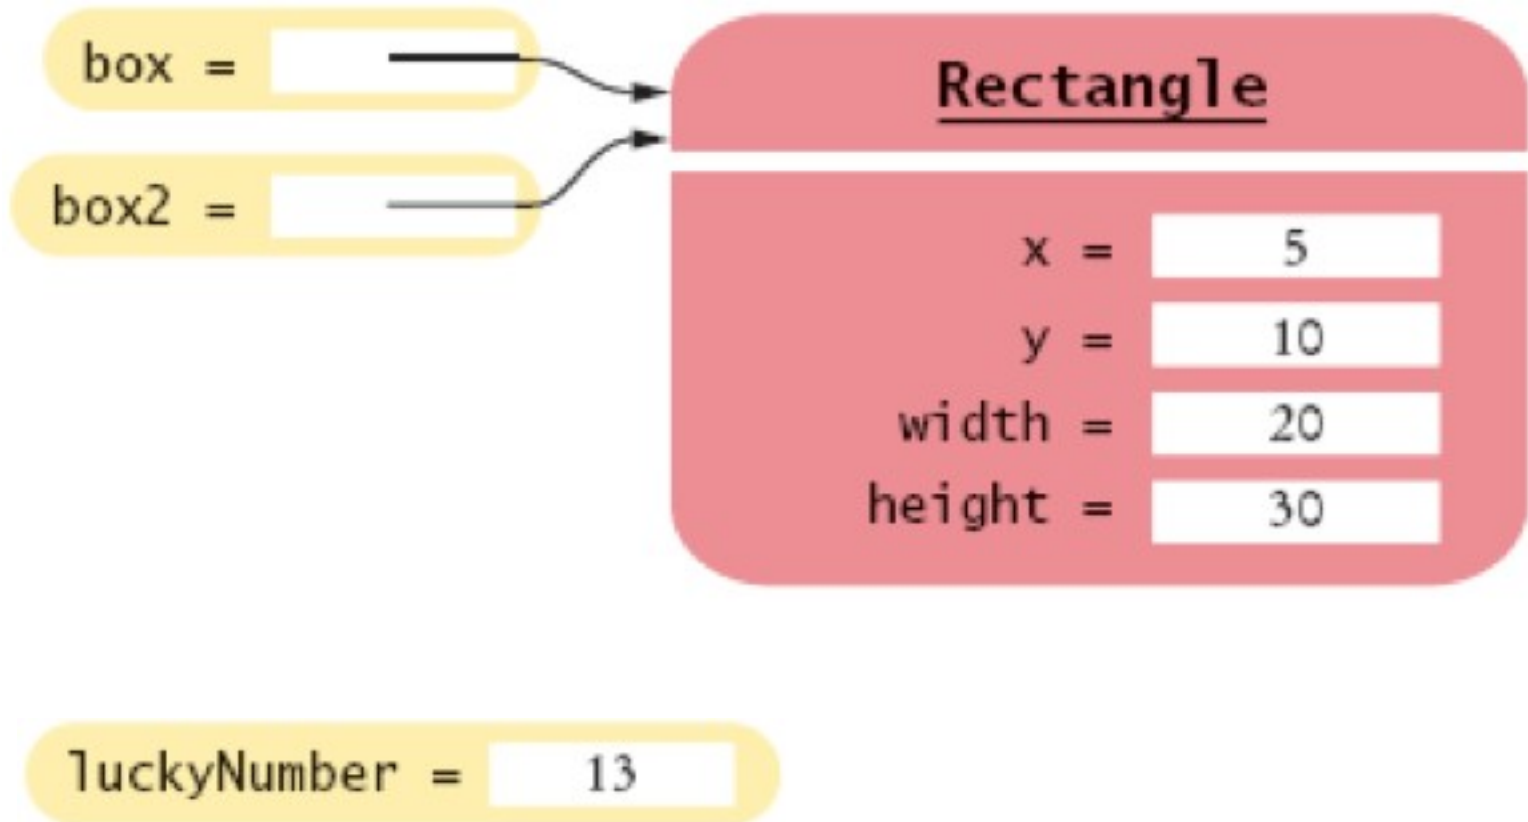 box =
box2 =
Rectangle
x = 5
y = 10
width = 20
height = 30
luckyNumber = 13